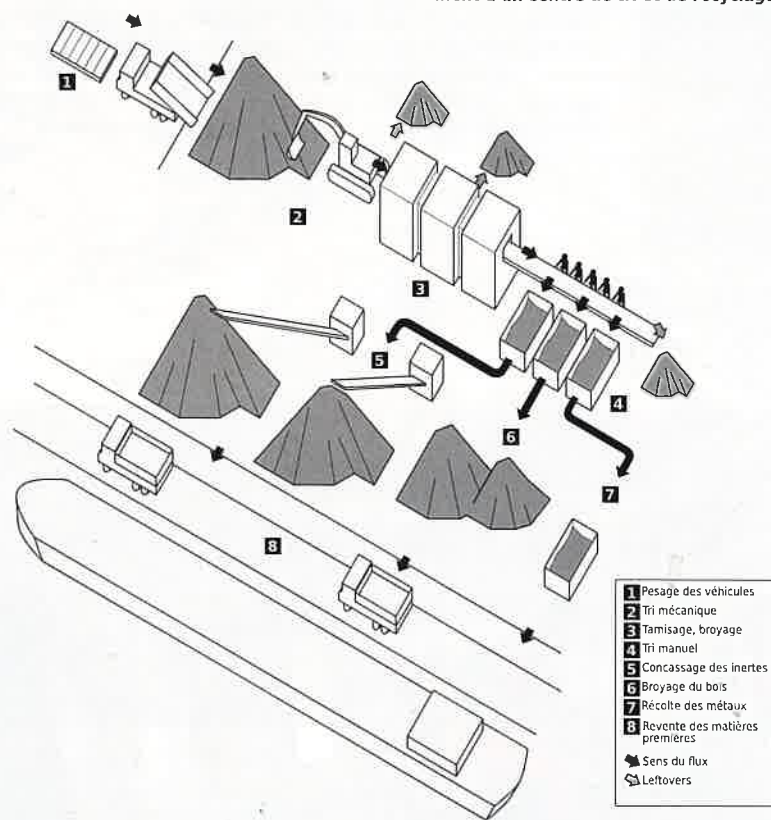 1
2
3
4
5
6
7
8
1 Pesage des véhicules
2 Tri mécanique
3 Tamisage, broyage
4 Tri manuel
5 Concassage des inertes
6 Broyage du bois
7 Récolte des métaux
8 Revente des matières
premières
Sens du flux
Leftovers